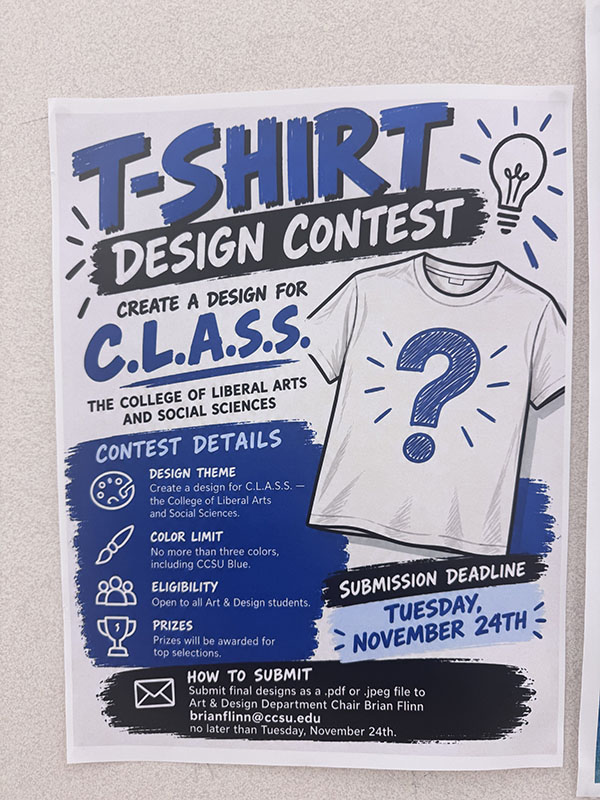 T-SHIRT
DESIGN CONTEST
CREATE A DESIGN FOR
C.L.A.S.S.
THE COLLEGE OF LIBERAL ARTS
AND SOCIAL SCIENCES
?
CONTEST DETAILS
DESIGN THEME
Create a design for C.L.A.S.S. —
the College of Liberal Arts
and Social Sciences.
COLOR LIMIT
No more than three colors,
including CCSU Blue.
ELIGIBILITY
Open to all Art & Design students.
PRIZES
Prizes will be awarded for
top selections.
SUBMISSION DEADLINE
TUESDAY,
NOVEMBER 24TH
HOW TO SUBMIT
Submit final designs as a .pdf or .jpeg file to
Art & Design Department Chair Brian Flinn
brianflinn@ccsu.edu
no later than Tuesday, November 24th.